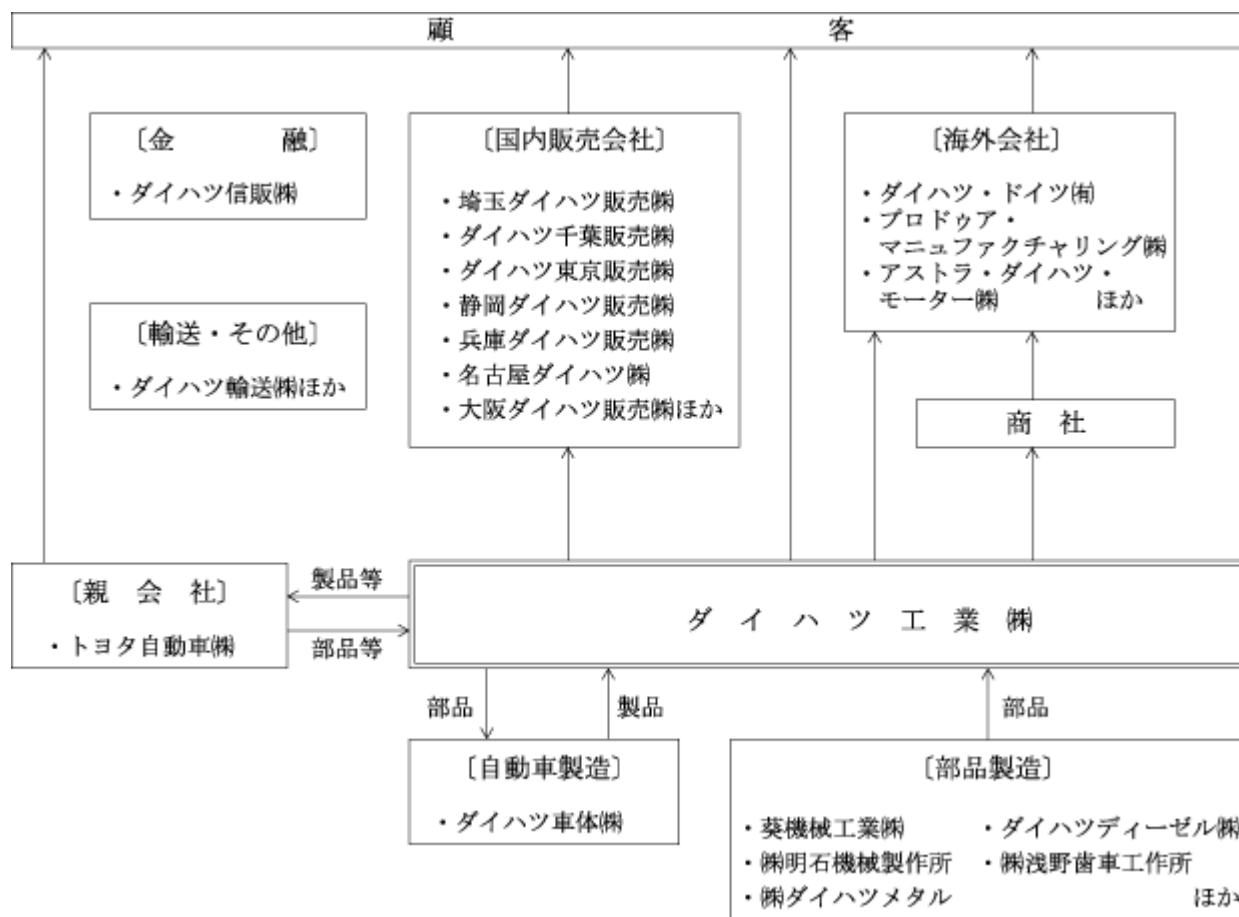 顧客
〔金融〕
・ダイハツ信販㈱
〔輸送・その他〕
・ダイハツ輸送㈱ほか
〔国内販売会社〕
・埼玉ダイハツ販売㈱
・ダイハツ千葉販売㈱
・ダイハツ東京販売㈱
・静岡ダイハツ販売㈱
・兵庫ダイハツ販売㈱
・名古屋ダイハツ㈱
・大阪ダイハツ販売㈱ほか
〔海外会社〕
・ダイハツ・ドイツ㈲
・プロドゥア・
マニュファクチャリング㈱
・アストラ・ダイハツ・
モーター㈱ ほか
商社
〔親会社〕
・トヨタ自動車㈱
製品等
部品等
ダイハツ工業㈱
部品
製品
部品
〔自動車製造〕
・ダイハツ車体㈱
〔部品製造〕
・葵機械工業㈱ ・ダイハツディーゼル㈱
・㈱明石機械製作所 ・㈱浅野歯車工作所
・㈱ダイハツメタル ほか